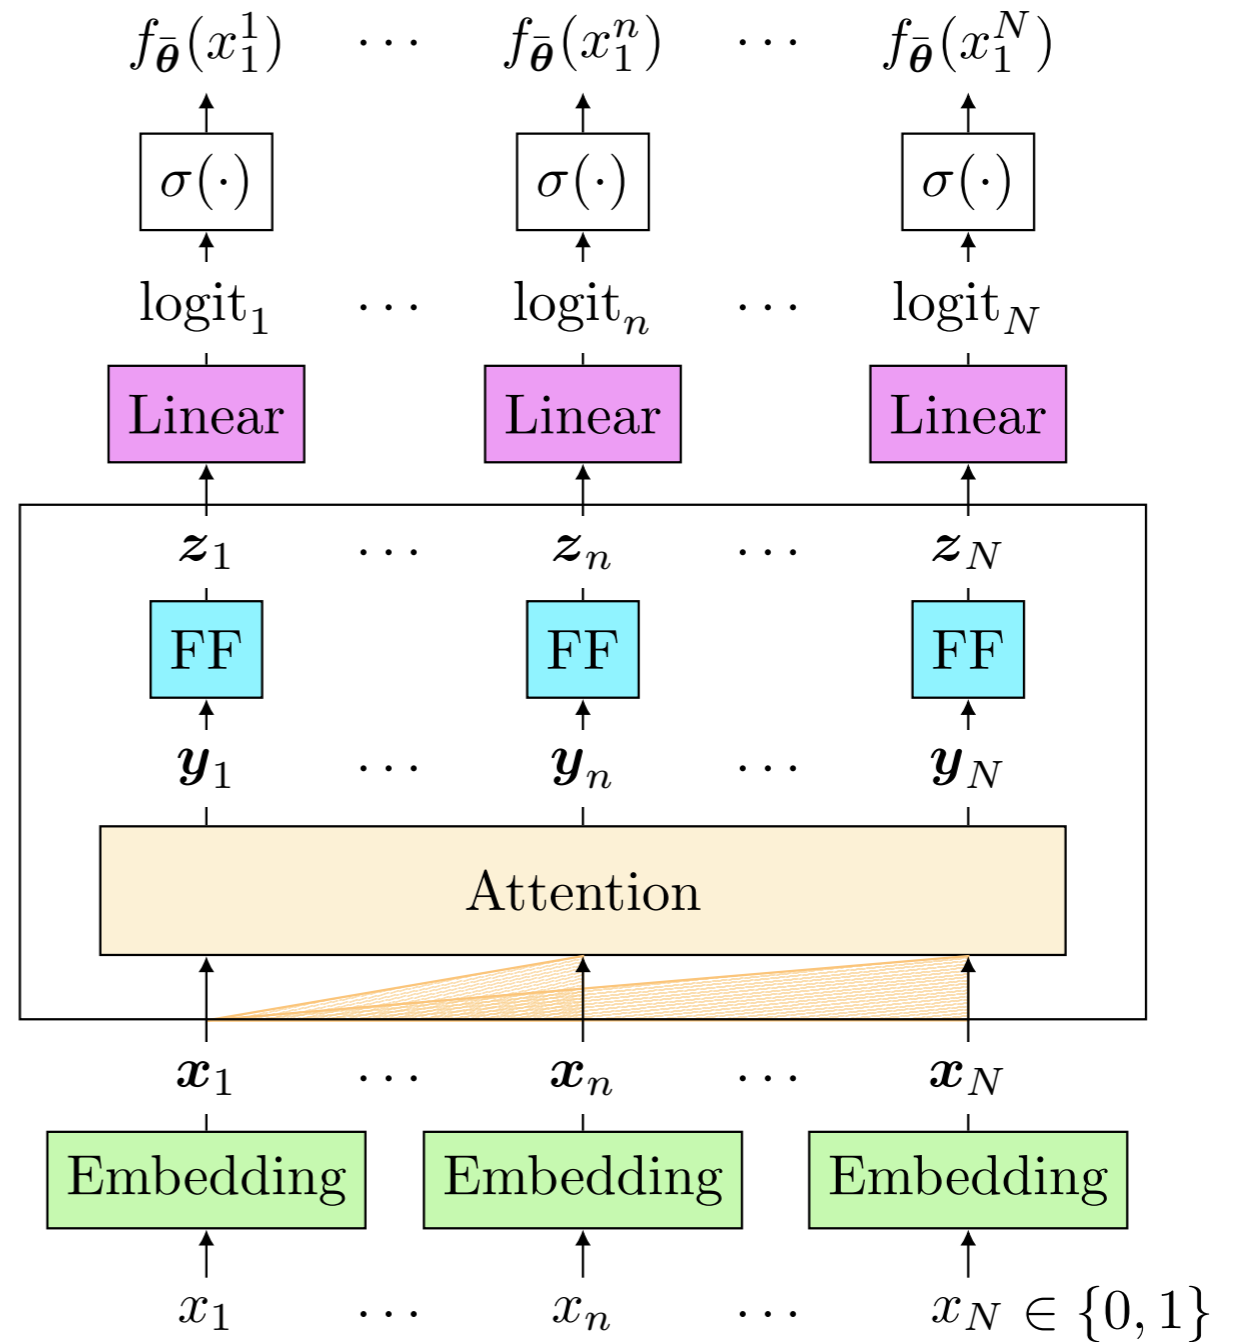 f_θ̄(x_1^1) ⋯ f_θ̄(x_1^n) ⋯ f_θ̄(x_1^N)
σ(·) σ(·) σ(·)
logit_1 ⋯ logit_n ⋯ logit_N
Linear Linear Linear
z_1 ⋯ z_n ⋯ z_N
FF FF FF
y_1 ⋯ y_n ⋯ y_N
Attention
x_1 ⋯ x_n ⋯ x_N
Embedding Embedding Embedding
x_1 ⋯ x_n ⋯ x_N ∈ {0, 1}